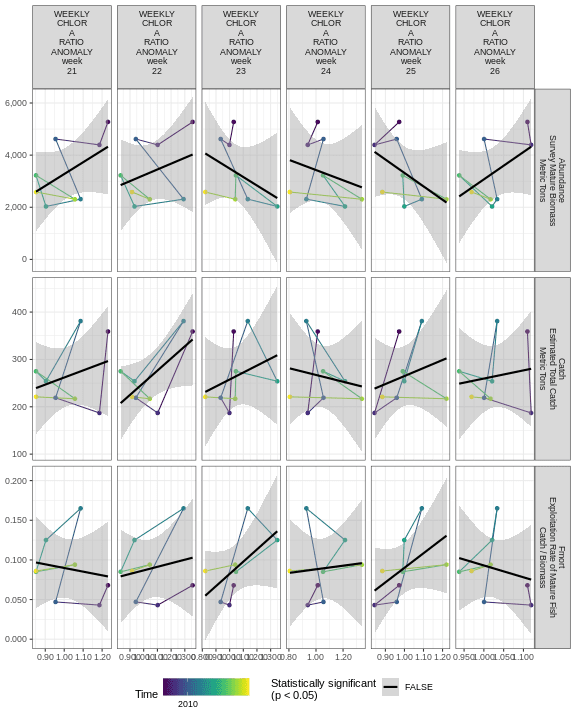 WEEKLY CHLOR A RATIO ANOMALY week 21
WEEKLY CHLOR A RATIO ANOMALY week 22
WEEKLY CHLOR A RATIO ANOMALY week 23
WEEKLY CHLOR A RATIO ANOMALY week 24
WEEKLY CHLOR A RATIO ANOMALY week 25
WEEKLY CHLOR A RATIO ANOMALY week 26
6,000
4,000
2,000
0
Abundance
Survey Mature Biomass
Metric Tons
400
300
200
100
Catch
Estimated Total Catch
Metric Tons
0.200
0.150
0.100
0.050
0.000
Fmort
Exploitation Rate of Mature Fish
Catch / Biomass
0.90 1.00 1.10 1.20
0.80 1.00 1.20
Time
2010
Statistically significant
(p < 0.05)
FALSE